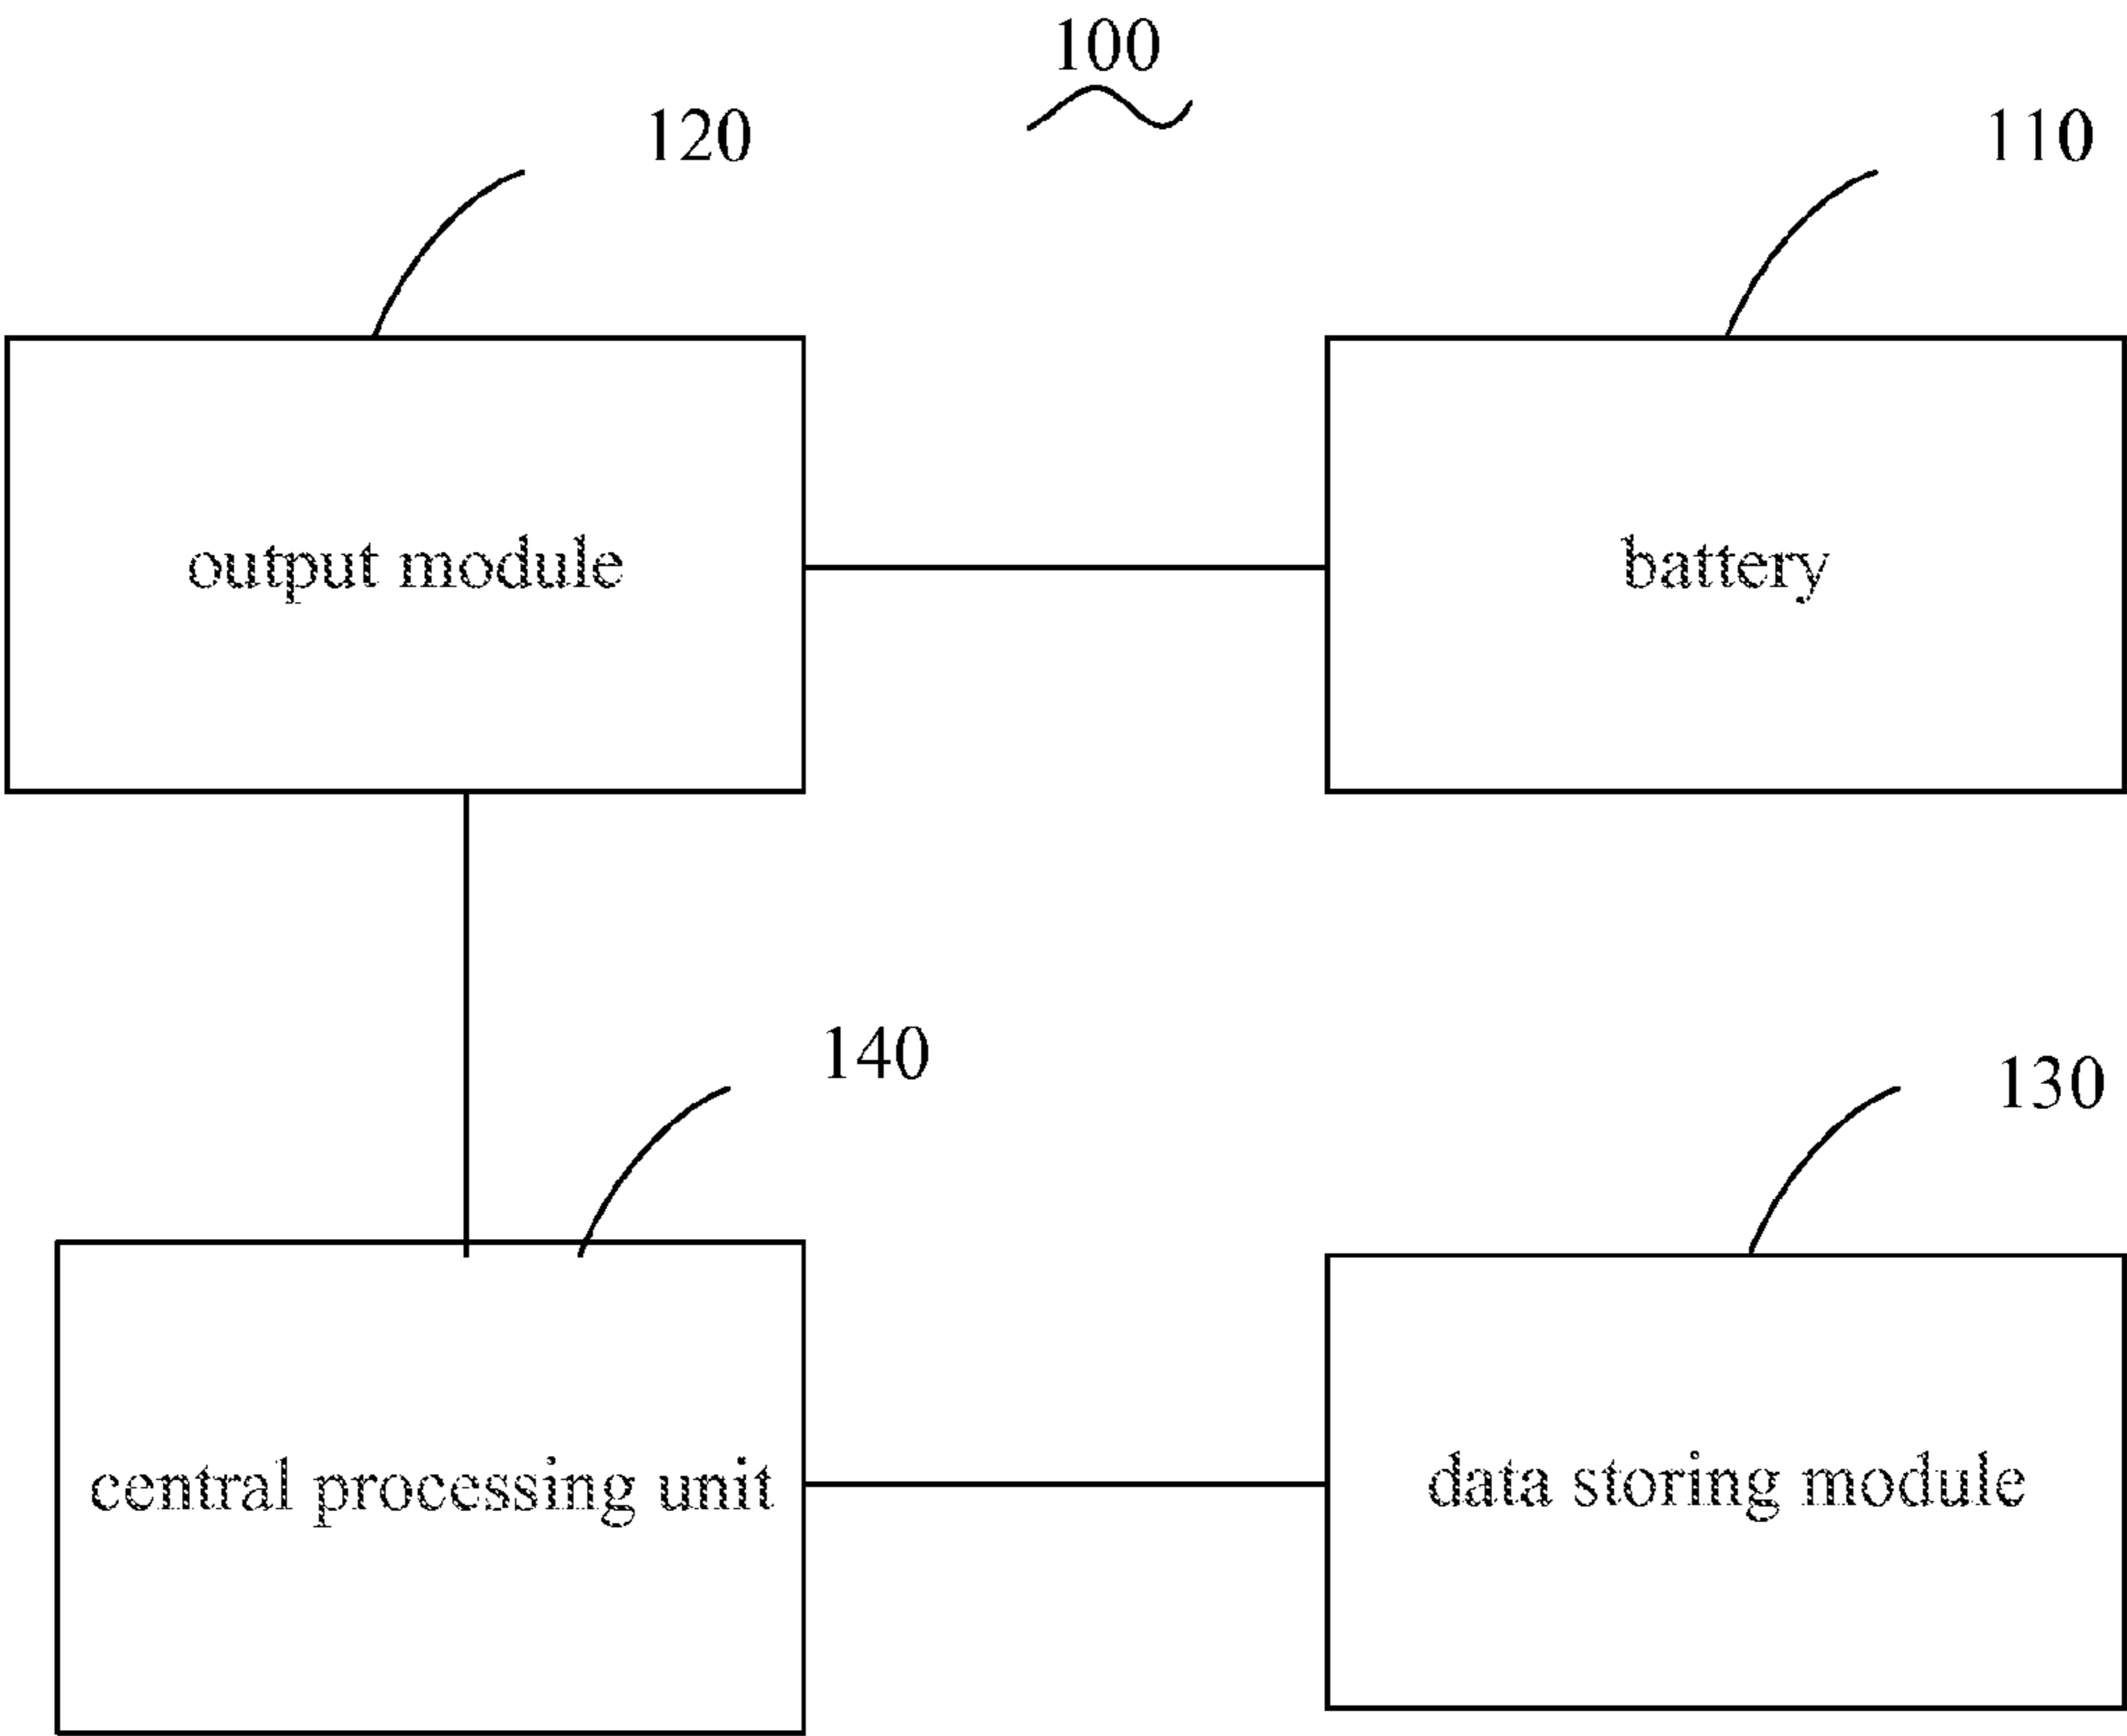 100
120
110
output module
battery
140
130
central processing unit
data storing module